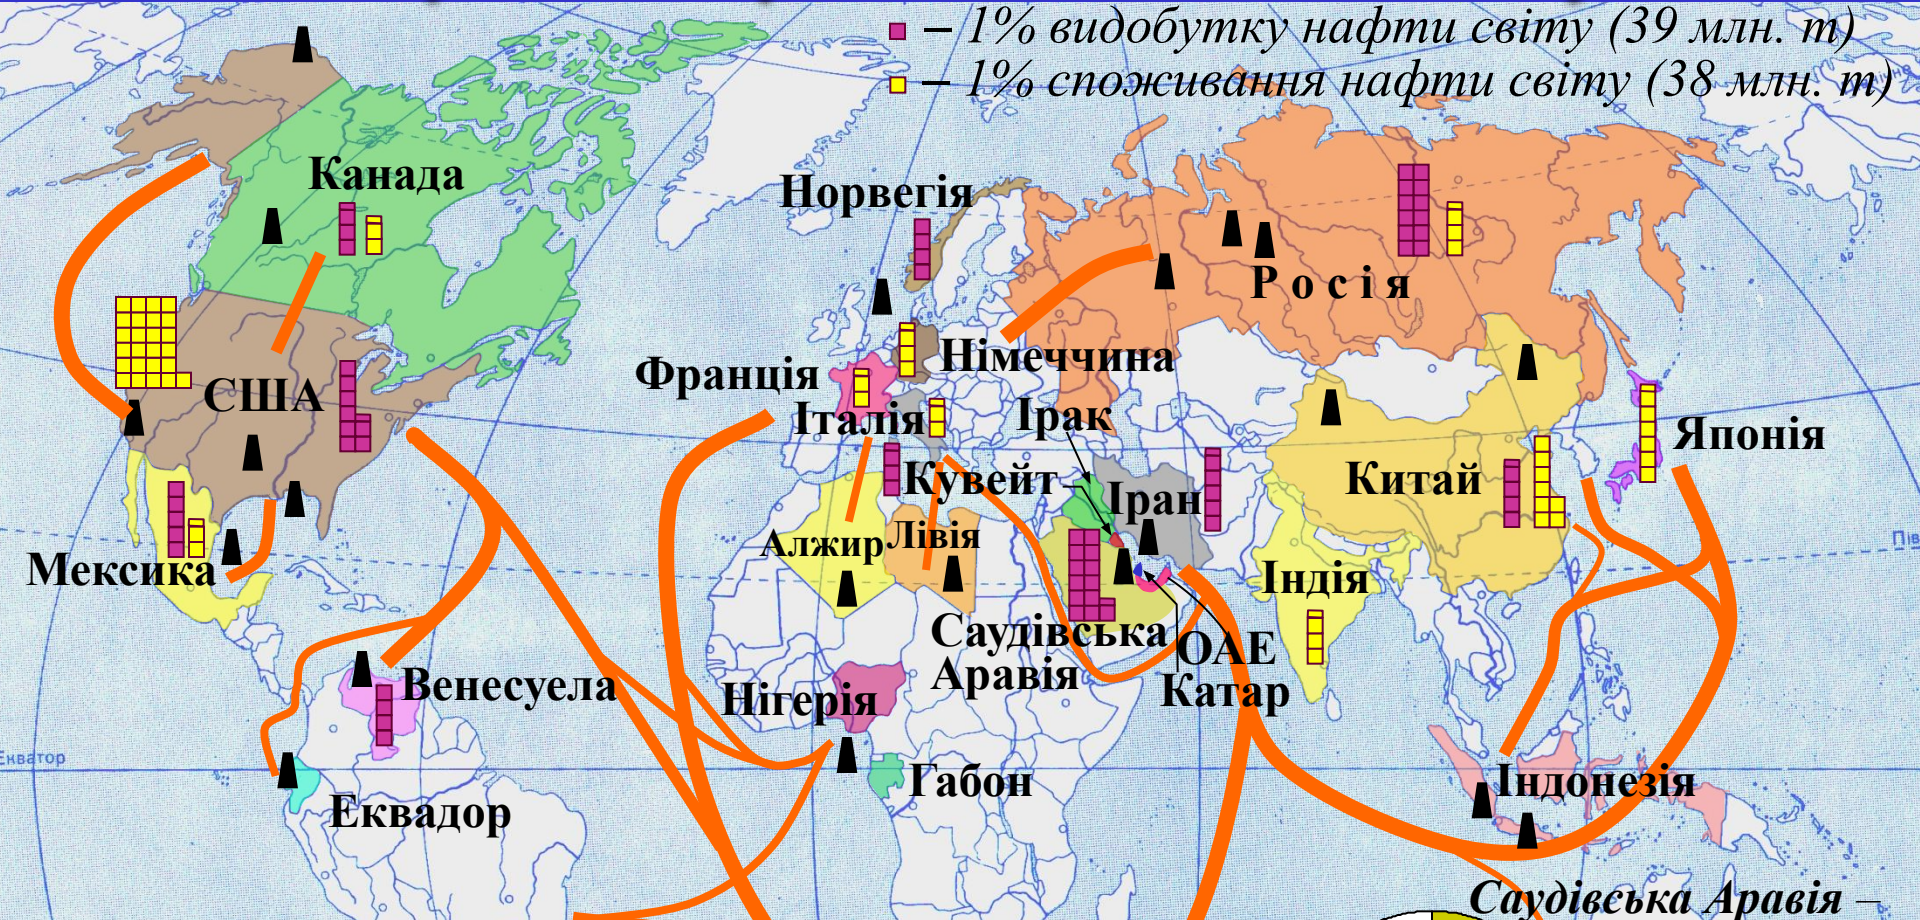 – 1% видобутку нафти світу (39 млн. т)
– 1% споживання нафти світу (38 млн. т)
Канада
Норвегія
Росія
Німеччина
Франція
США
Італія
Ірак
Японія
Кувейт
Іран
Китай
Алжир
Лівія
Мексика
Індія
Саудівська
Аравія
ОАЕ
Катар
Венесуела
Нігерія
Екватор
Габон
Індонезія
Еквадор
Саудівська Аравія –